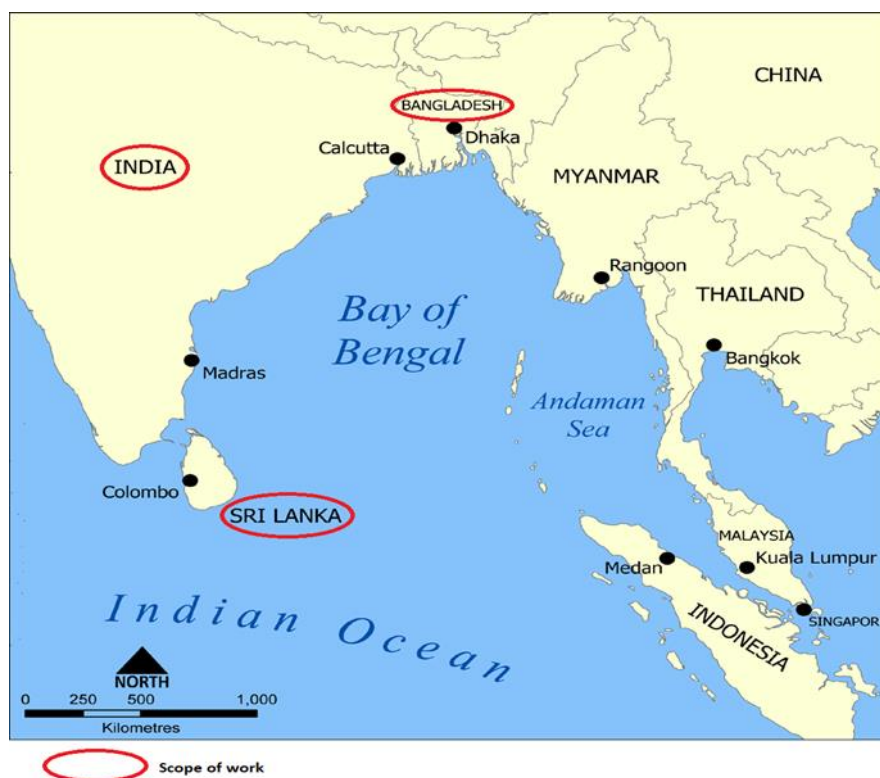 CHINA
BANGLADESH
Dhaka
Calcutta
INDIA
MYANMAR
Rangoon
THAILAND
Bay of
Bengal
Bangkok
Madras
Andaman
Sea
Colombo
SRI LANKA
MALAYSIA
Kuala Lumpur
Medan
SINGAPOR
INDONESIA
Indian Ocean
NORTH
0 250 500 1,000
Kilometres
Scope of work